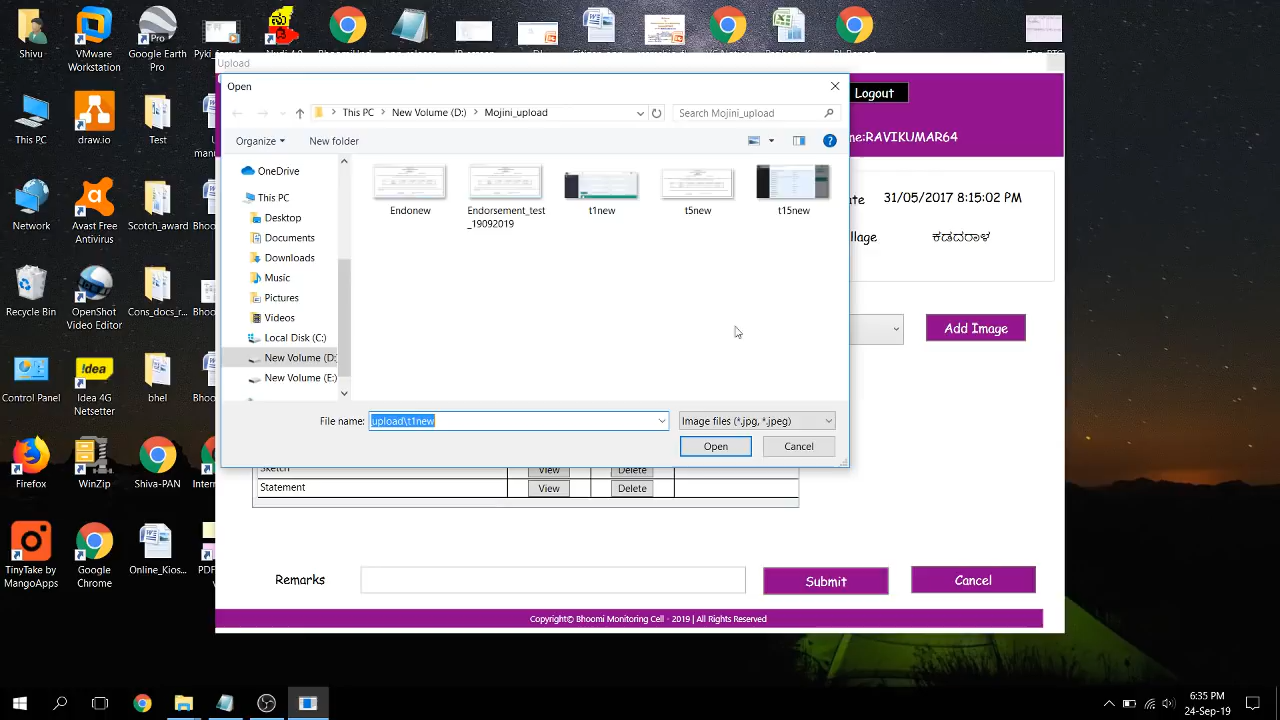 Shivu
VMware
Workstation
Google Earth
Pro
Upload
Open
Logout
This PC
New Volume (D:)
Mojini_upload
Search Mojini_upload
me:RAVIKUMAR64
Organize
New folder
This PC
draw.io
Test
OneDrive
This PC
Desktop
Documents
Downloads
Music
Pictures
Videos
Local Disk (C:)
New Volume (D:
New Volume (E:)
Endonew
Endorsement_test
_19092019
t1new
t5new
t15new
ate
31/05/2017 8:15:02 PM
illage
ಕಡದರಾಳ
Network
Avast Free
Antivirus
Scotch_award
Recycle Bin
OpenShot
Video Editor
Cons_docs_r...
Add Image
Control Panel
!dea
Idea 4G
Netsetter
bhel
File name:
upload\t1new
Image files (*.jpg, *.jpeg)
Open
Cancel
Sketch
View
Delete
Statement
View
Delete
Firefox
WinZip
Shiva-PAN
TinyTake by
MangoApps
Google
Chrome
Online_Kios...
Remarks
Submit
Cancel
Copyright© Bhoomi Monitoring Cell - 2019 | All Rights Reserved
6:35 PM
24-Sep-19